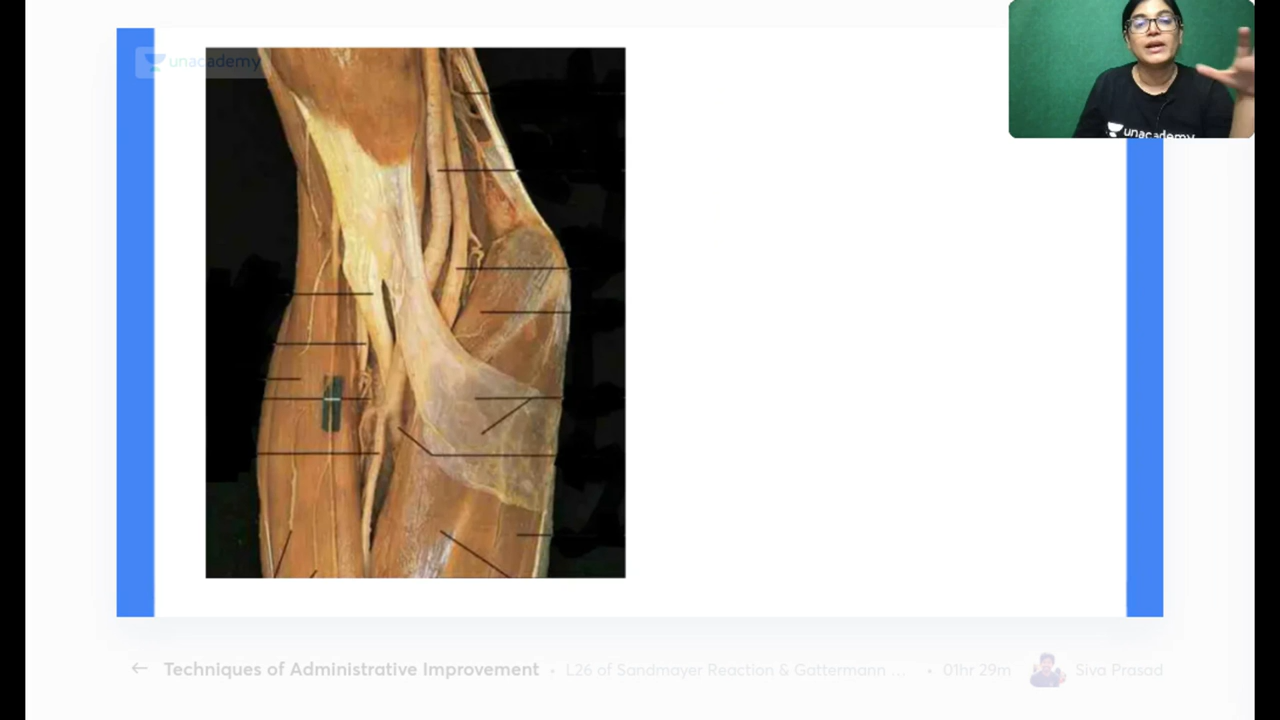 unacademy
unacademy
← Techniques of Administrative Improvement • L26 of Sandmayer Reaction & Gattermann ... • 01hr 29m Siva Prasad